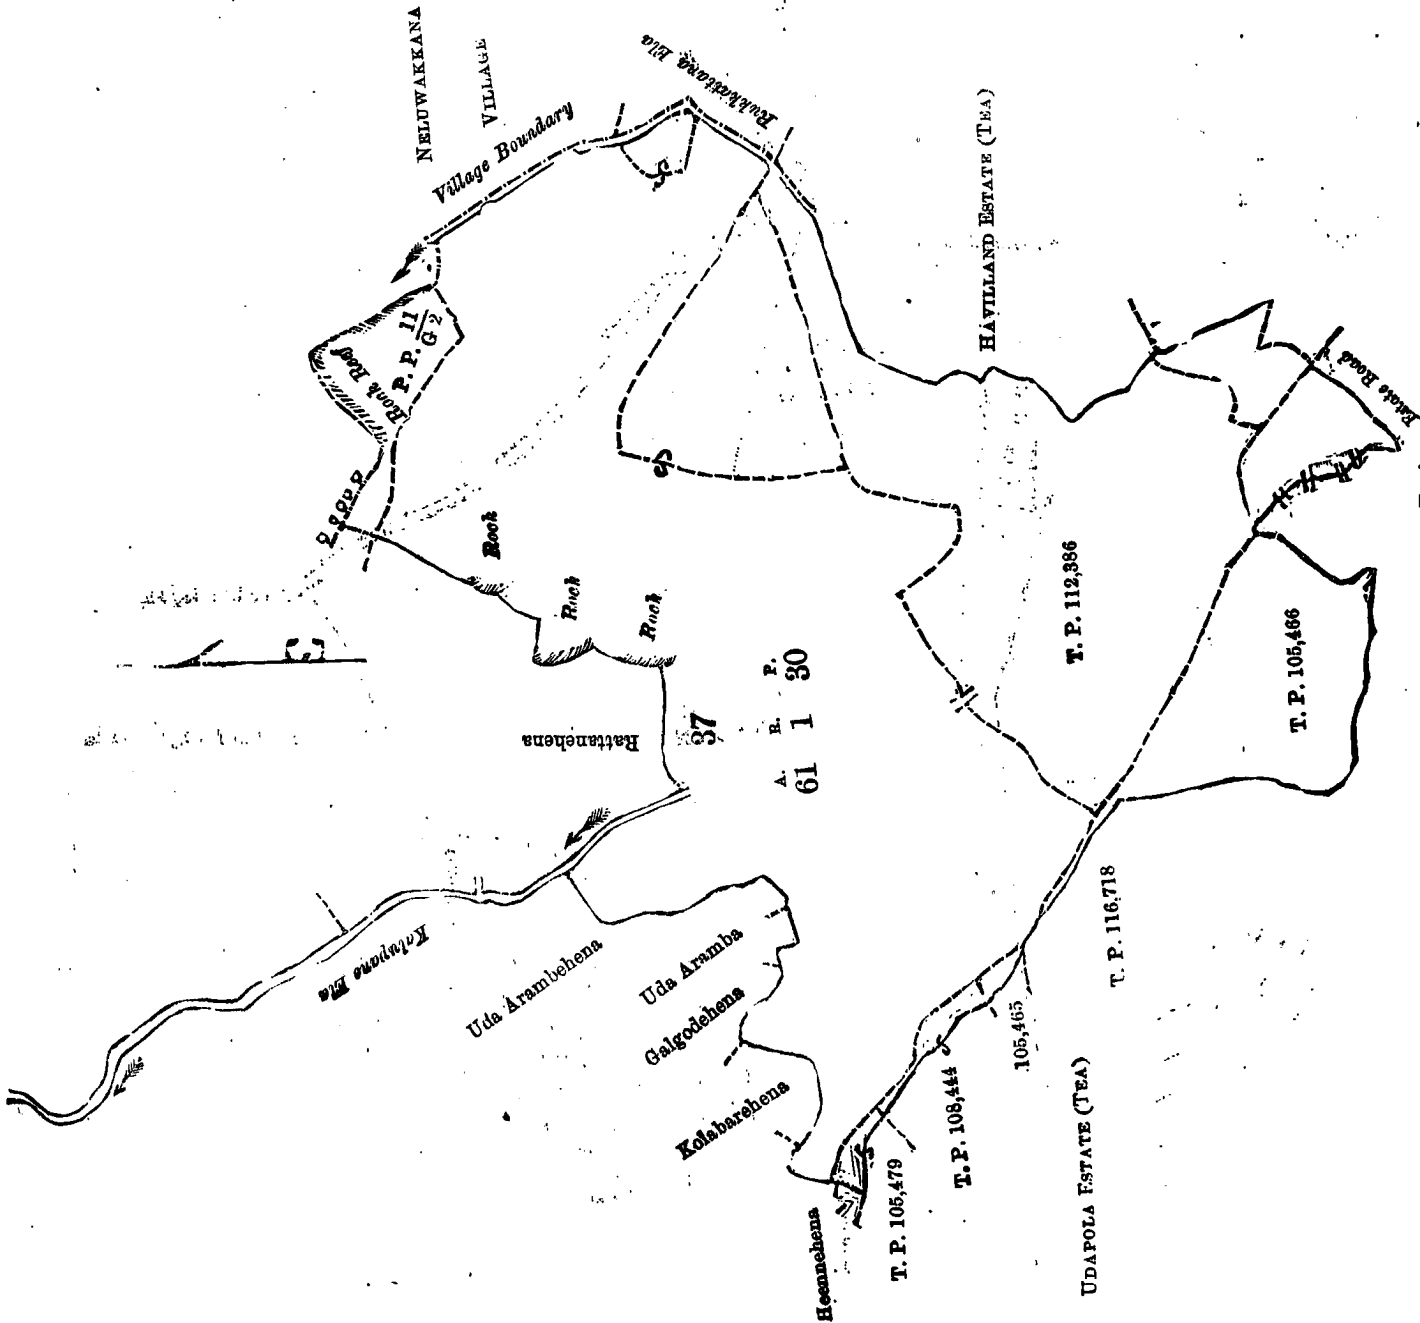 NELUWAKKANA
VILLAGE
Village Boundary
Rukkattana Ela
Rock Roof
P. P. 11
G 2
HAVILLAND ESTATE (TEA)
Estate Road
Rock
Rock
Rock
Rattanehena
37
A. R. P.
61 1 30
T. P. 112,386
T. P. 105,466
Kalupane Ela
Uda Arambehena
Uda Aramba
Galgodehena
Kolabarehena
Heennehena
T. P. 105,479
T. P. 108,444
105,465
T. P. 116,718
UDAPOLA ESTATE (TEA)